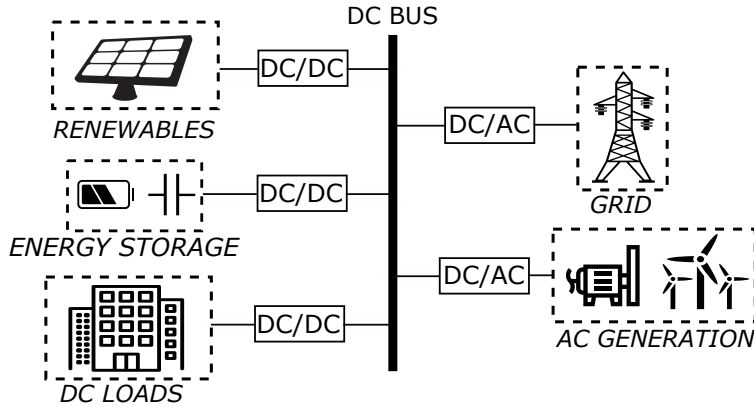 DC BUS
DC/DC
RENEWABLES
DC/AC
GRID
DC/DC
ENERGY STORAGE
DC/AC
AC GENERATION
DC/DC
DC LOADS